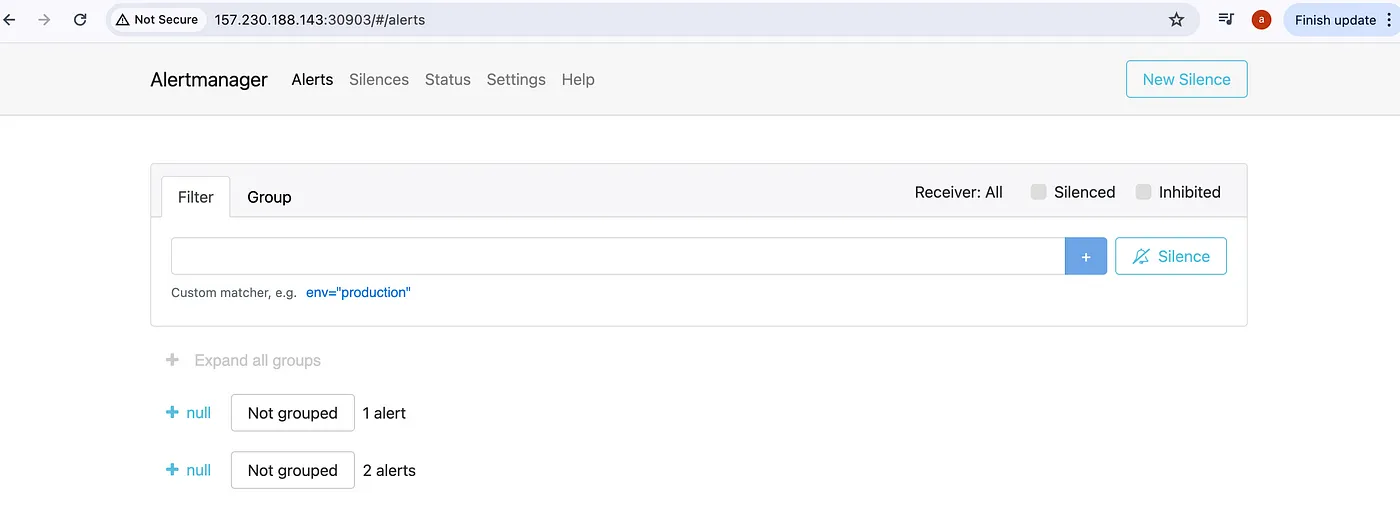 Not Secure 157.230.188.143:30903/#/alerts a Finish update
Alertmanager Alerts Silences Status Settings Help New Silence
Filter Group Receiver: All Silenced Inhibited
+ Silence
Custom matcher, e.g. env="production"
+ Expand all groups
+ null Not grouped 1 alert
+ null Not grouped 2 alerts